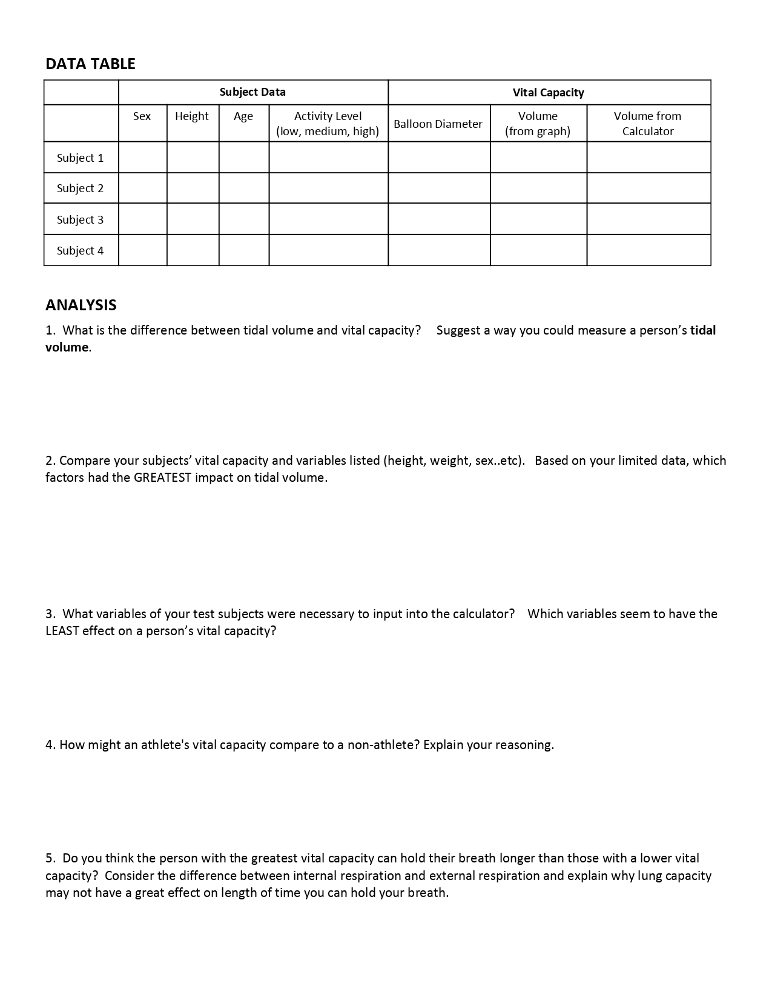 DATA TABLE
Subject Data Vital Capacity
Sex Height Age Activity Level (low, medium, high) Balloon Diameter Volume (from graph) Volume from Calculator
Subject 1
Subject 2
Subject 3
Subject 4
ANALYSIS
1.  What is the difference between tidal volume and vital capacity?    Suggest a way you could measure a person’s tidal
volume.
2. Compare your subjects’ vital capacity and variables listed (height, weight, sex..etc).   Based on your limited data, which
factors had the GREATEST impact on tidal volume.
3.  What variables of your test subjects were necessary to input into the calculator?    Which variables seem to have the
LEAST effect on a person’s vital capacity?
4. How might an athlete's vital capacity compare to a non-athlete? Explain your reasoning.
5.  Do you think the person with the greatest vital capacity can hold their breath longer than those with a lower vital
capacity?  Consider the difference between internal respiration and external respiration and explain why lung capacity
may not have a great effect on length of time you can hold your breath.